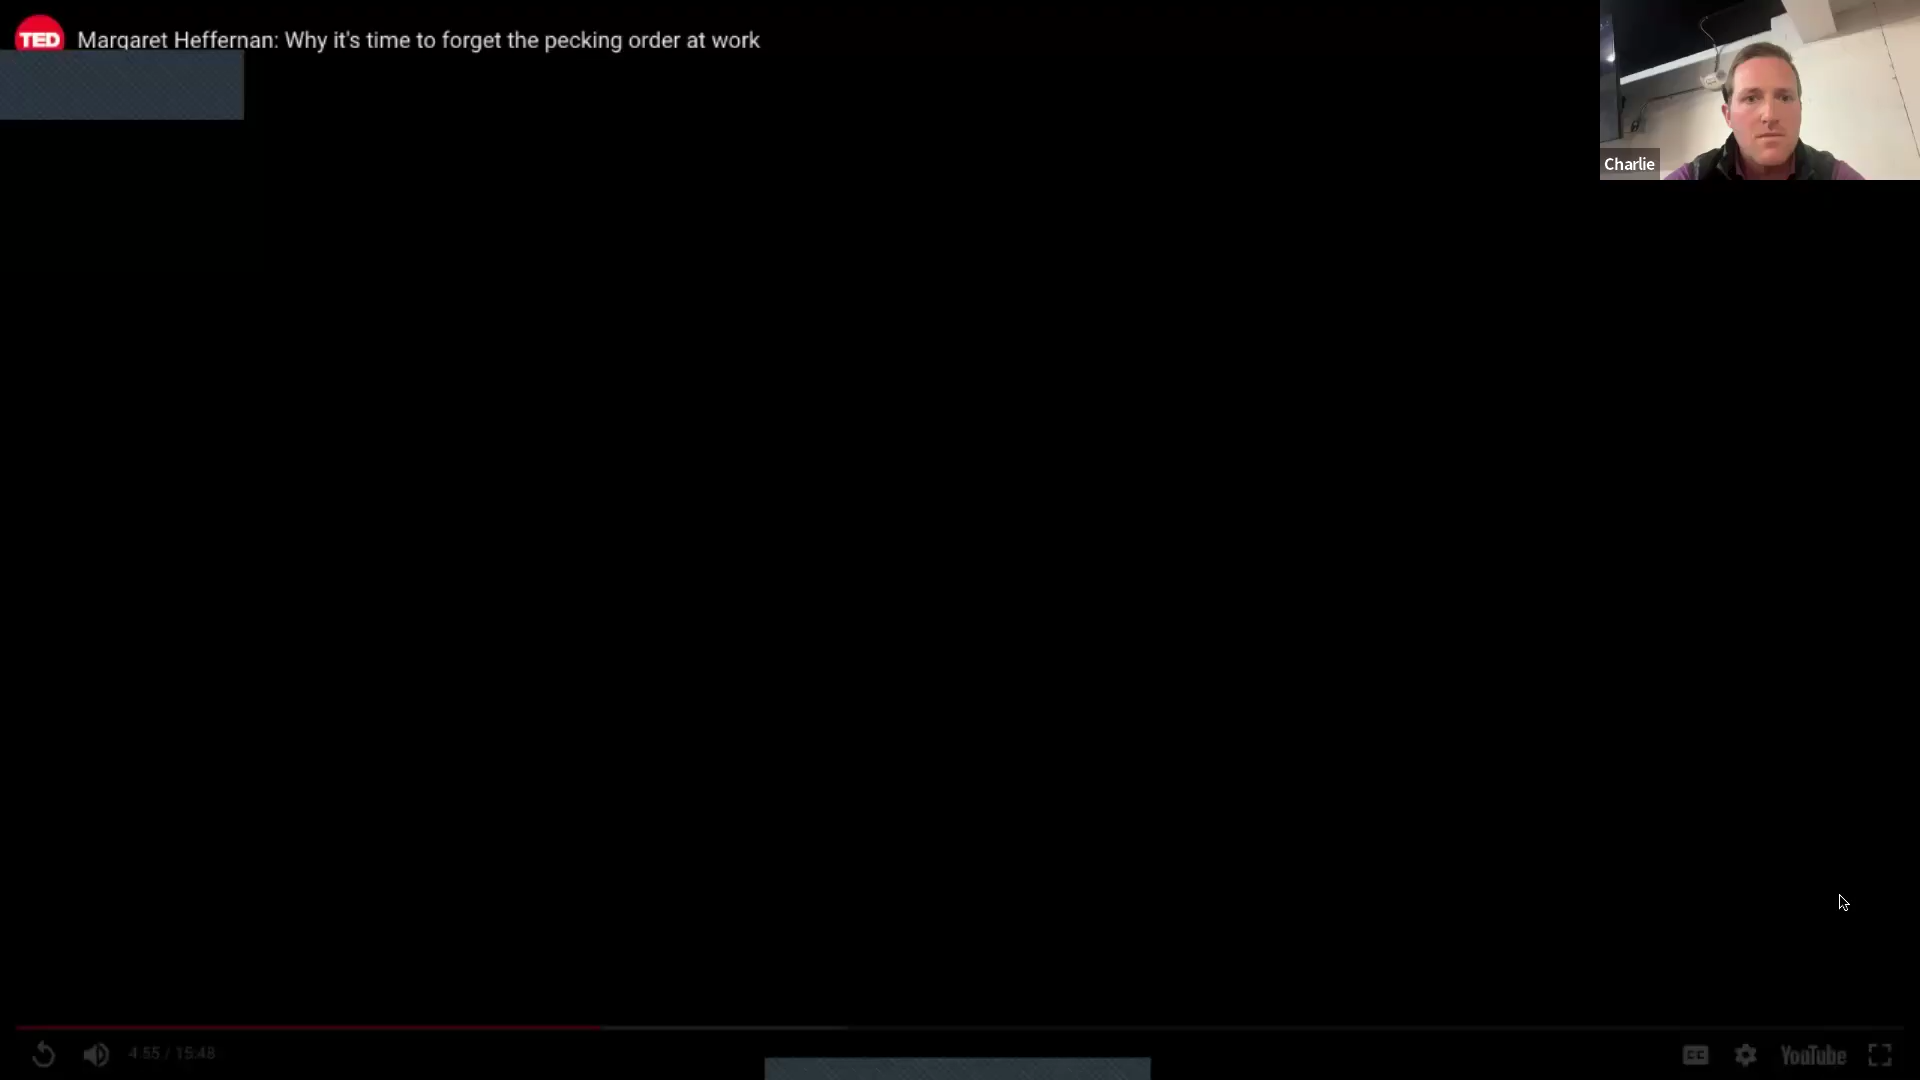 TED
Margaret Heffernan: Why it's time to forget the pecking order at work
Charlie
4:55 / 15:48
CC
YouTube